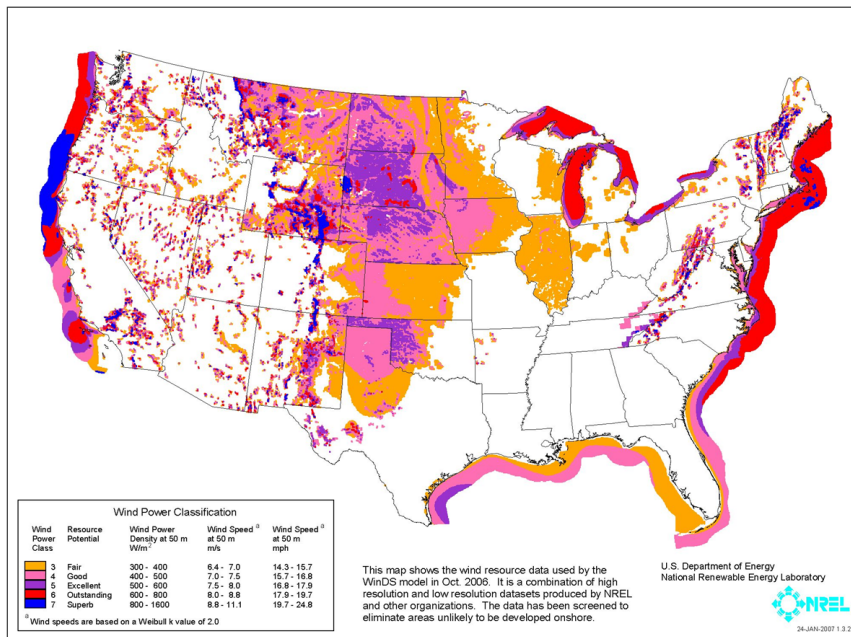 Wind Power Classification
Wind Resource Wind Power Wind Speed a Wind Speed a
Power Potential Density at 50 m at 50 m at 50 m
Class W/m2 m/s mph
3 Fair 300 - 400 6.4 - 7.0 14.3 - 15.7
4 Good 400 - 500 7.0 - 7.5 15.7 - 16.8
5 Excellent 500 - 600 7.5 - 8.0 16.8 - 17.9
6 Outstanding 600 - 800 8.0 - 8.8 17.9 - 19.7
7 Superb 800 - 1600 8.8 - 11.1 19.7 - 24.8
a Wind speeds are based on a Weibull k value of 2.0
This map shows the wind resource data used by the
WinDS model in Oct. 2006. It is a combination of high
resolution and low resolution datasets produced by NREL
and other organizations. The data has been screened to
eliminate areas unlikely to be developed onshore.
U.S. Department of Energy
National Renewable Energy Laboratory
NREL
24-JAN-2007 1.3.2